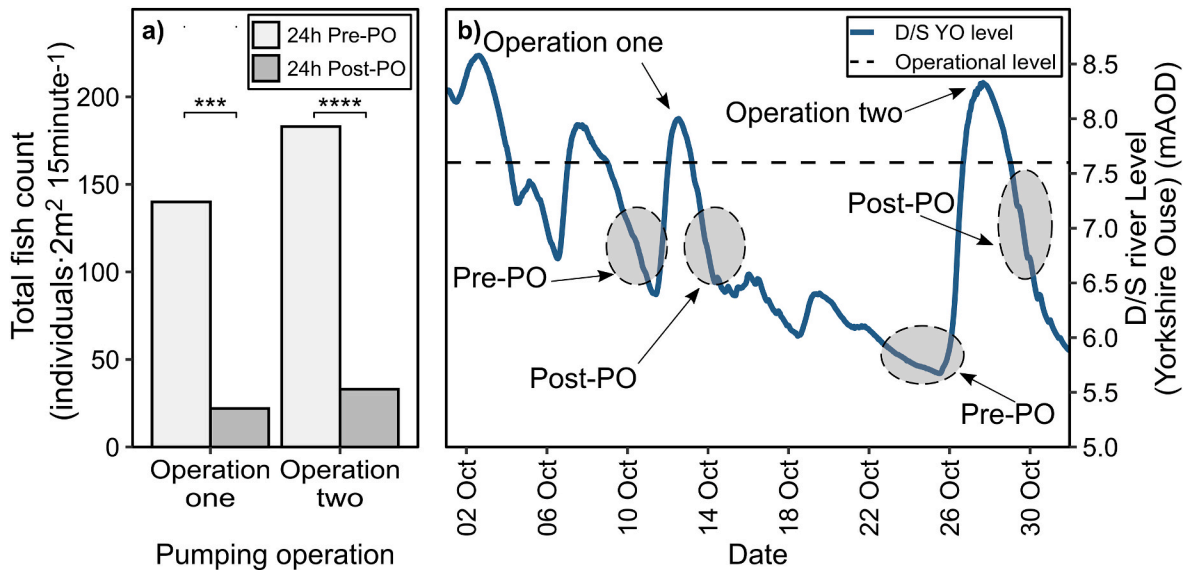 a)
24h Pre-PO
24h Post-PO
***
****
Total fish count
(individuals·2m² 15minute⁻¹)
200
150
100
50
0
Operation
one
Operation
two
Pumping operation
b)
D/S YO level
Operational level
Operation one
Operation two
Pre-PO
Post-PO
Post-PO
Pre-PO
8.5
8.0
7.5
7.0
6.5
6.0
5.5
5.0
D/S river Level
(Yorkshire Ouse) (mAOD)
02 Oct
06 Oct
10 Oct
14 Oct
18 Oct
22 Oct
26 Oct
30 Oct
Date